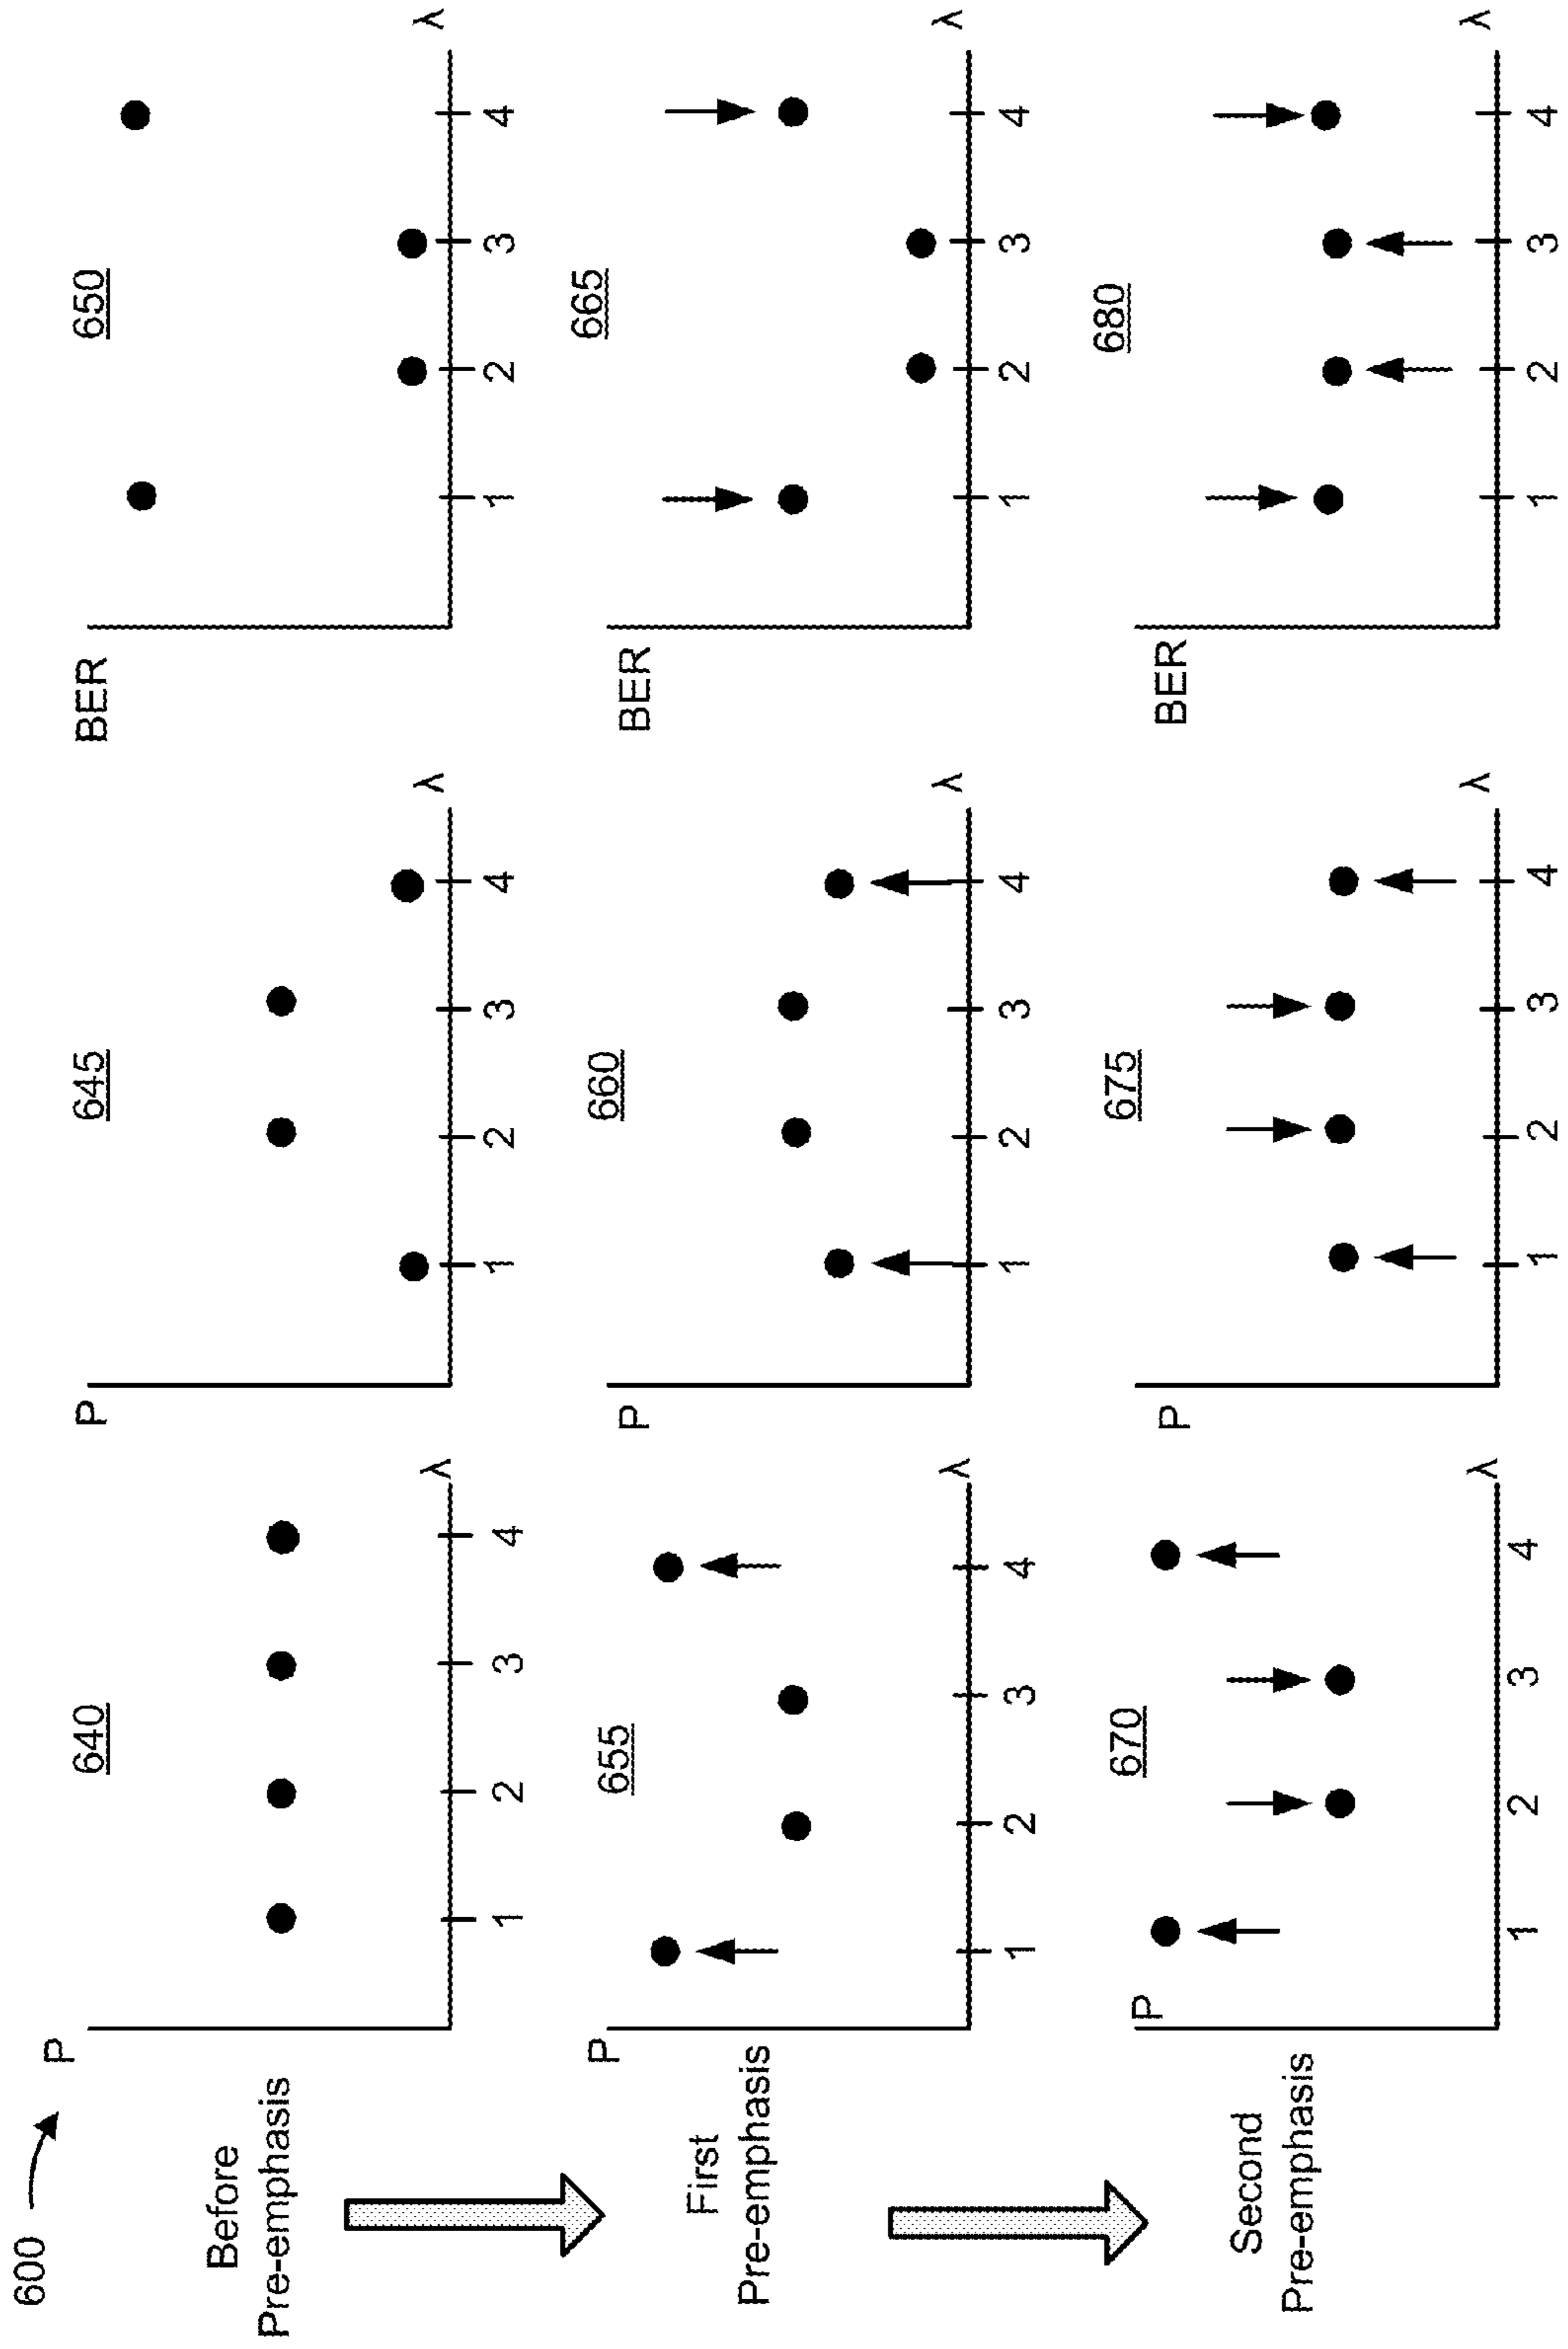 600
Before
Pre-emphasis
P
640
1 2 3 4 λ
P
645
1 2 3 4 λ
BER
650
1 2 3 4 λ
First
Pre-emphasis
P
655
1 2 3 4 λ
P
660
1 2 3 4 λ
BER
665
1 2 3 4 λ
Second
Pre-emphasis
P
670
1 2 3 4 λ
P
675
1 2 3 4 λ
BER
680
1 2 3 4 λ